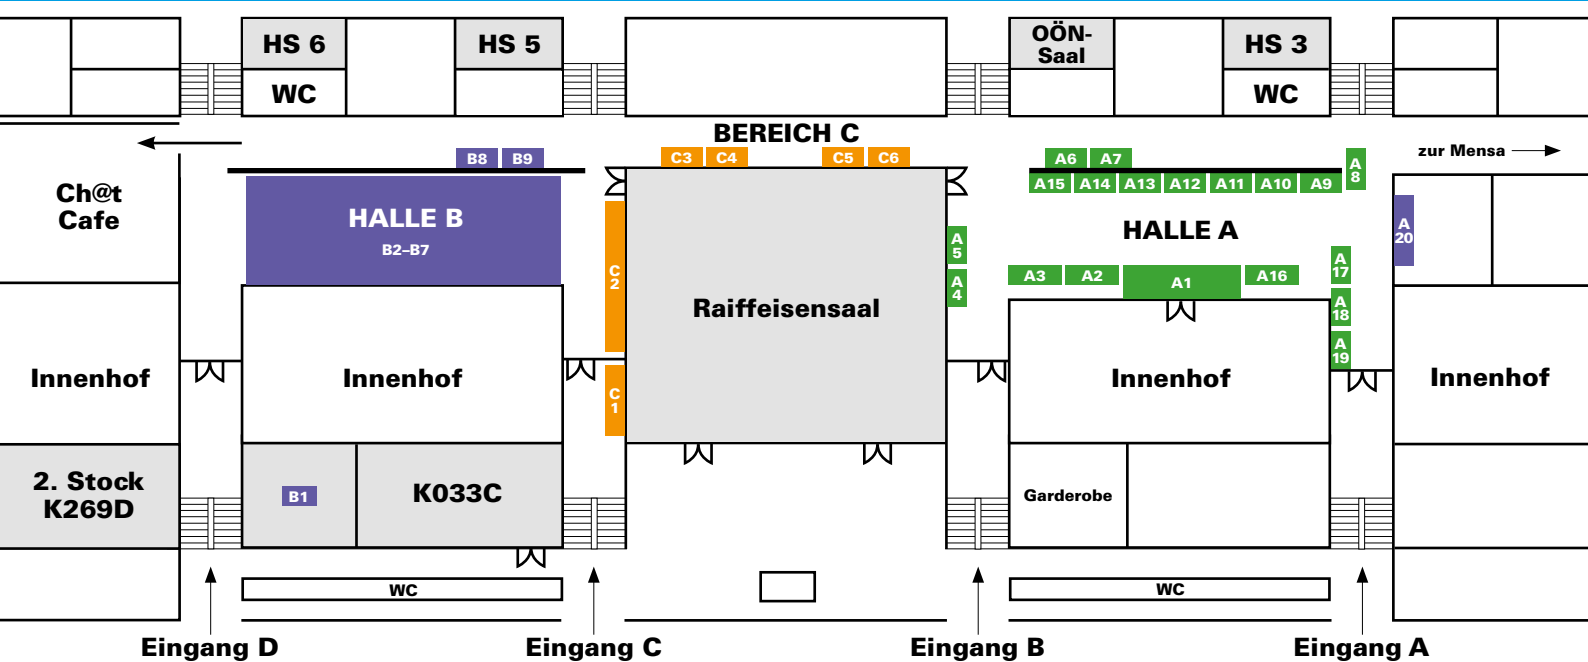 HS 6
HS 5
OÖN-
Saal
HS 3
WC
WC
BEREICH C
B8
B9
C3
C4
C5
C6
A6
A7
A
8
zur Mensa
Ch@t
Cafe
HALLE B
B2–B7
A15
A14
A13
A12
A11
A10
A9
HALLE A
A
20
C
2
A
5
A
4
A3
A2
A1
A16
A
17
A
18
A
19
Raiffeisensaal
Innenhof
Innenhof
C
1
Innenhof
Innenhof
2. Stock
K269D
B1
K033C
Garderobe
WC
WC
Eingang D
Eingang C
Eingang B
Eingang A